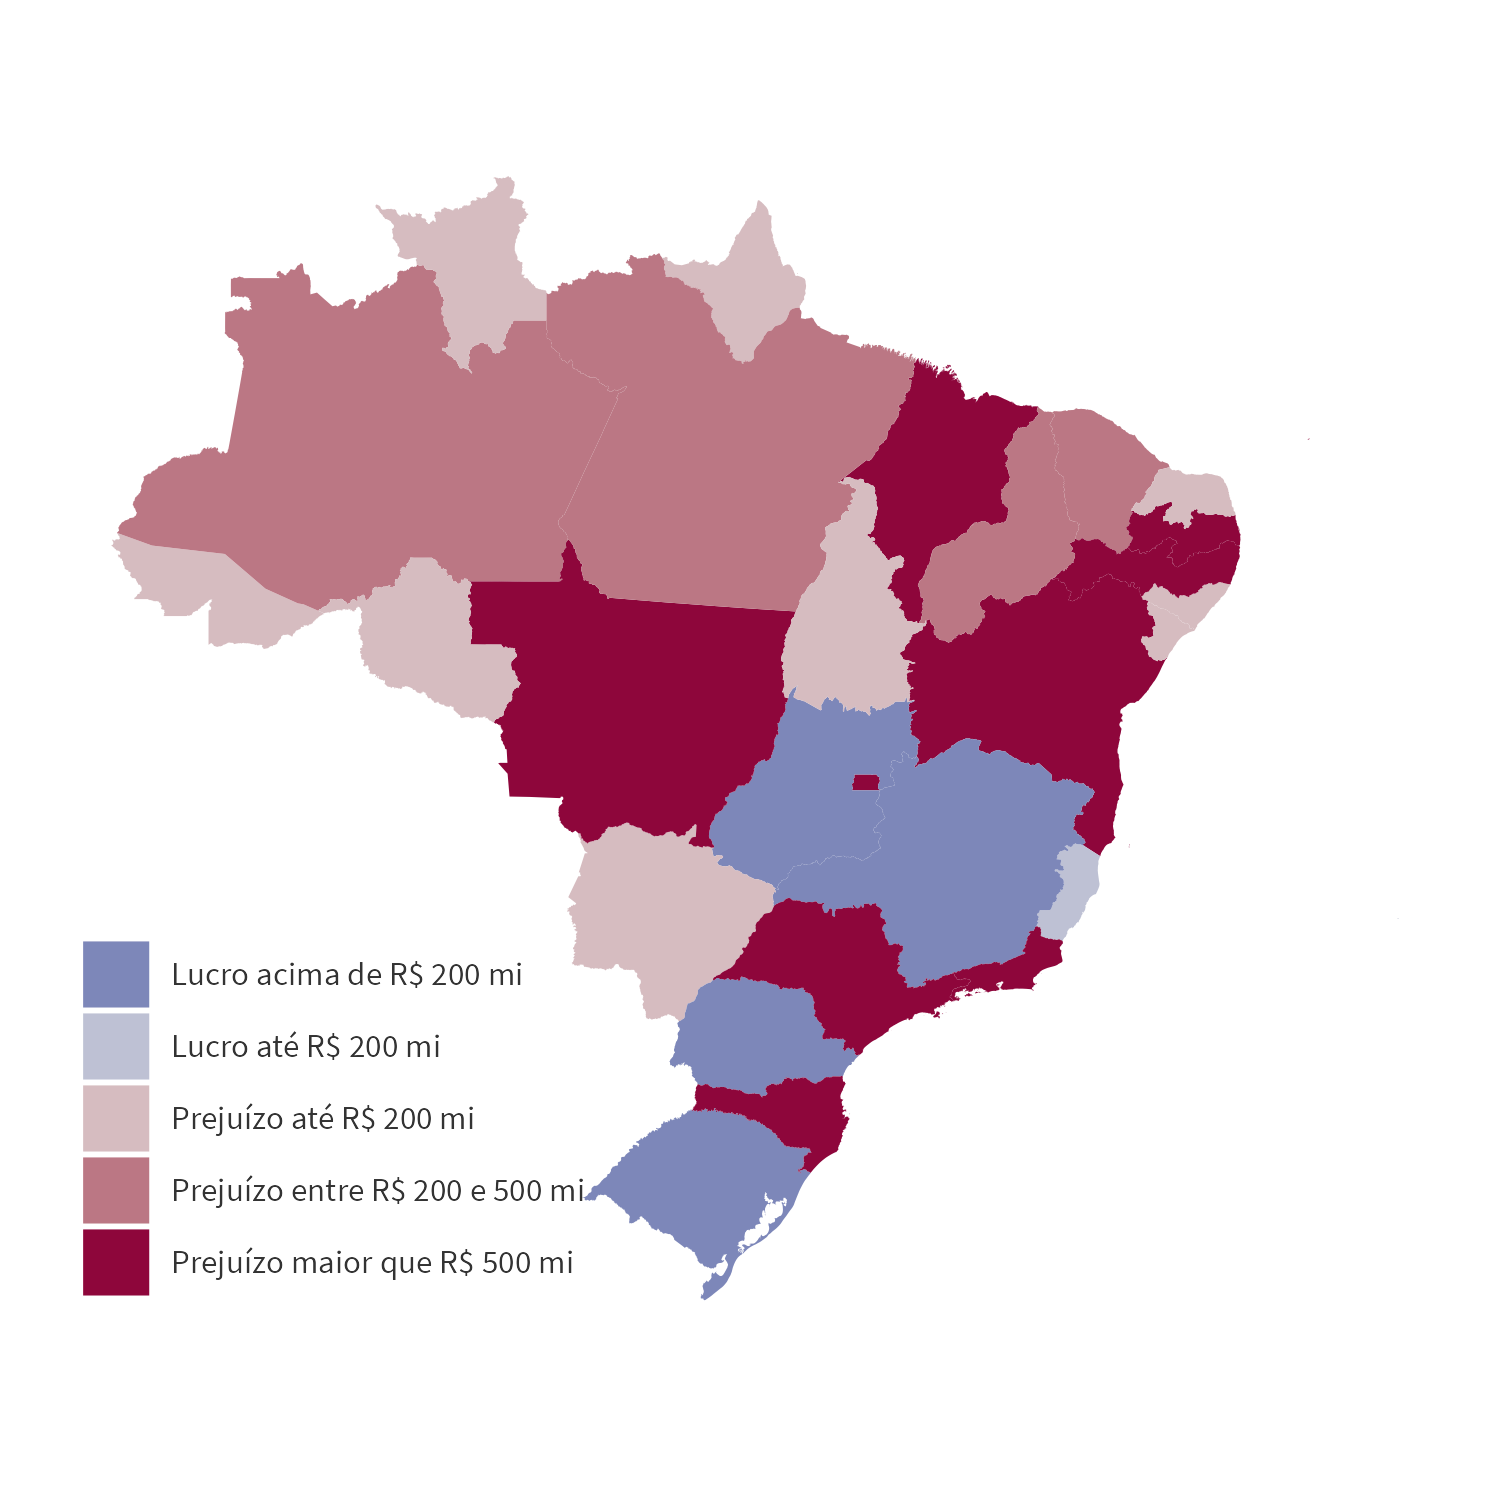 Lucro acima de R$ 200 mi
Lucro até R$ 200 mi
Prejuízo até R$ 200 mi
Prejuízo entre R$ 200 e 500 mi
Prejuízo maior que R$ 500 mi